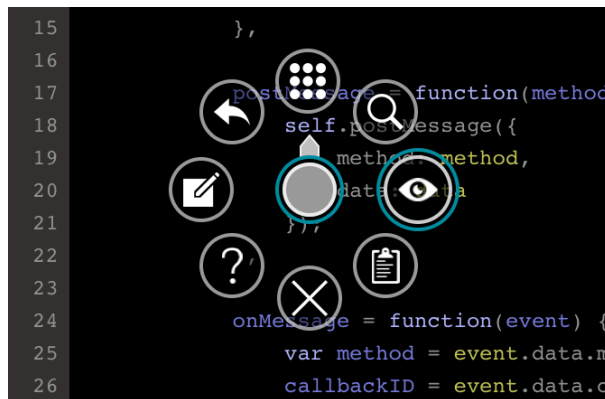 15 },
16
17 postMessage = function(method
18 self.postMessage({
19 method: method,
20 data: data
21 });
22 ,
23
24 onMessage = function(event) {
25 var method = event.data.m
26 callbackID = event.data.c
?